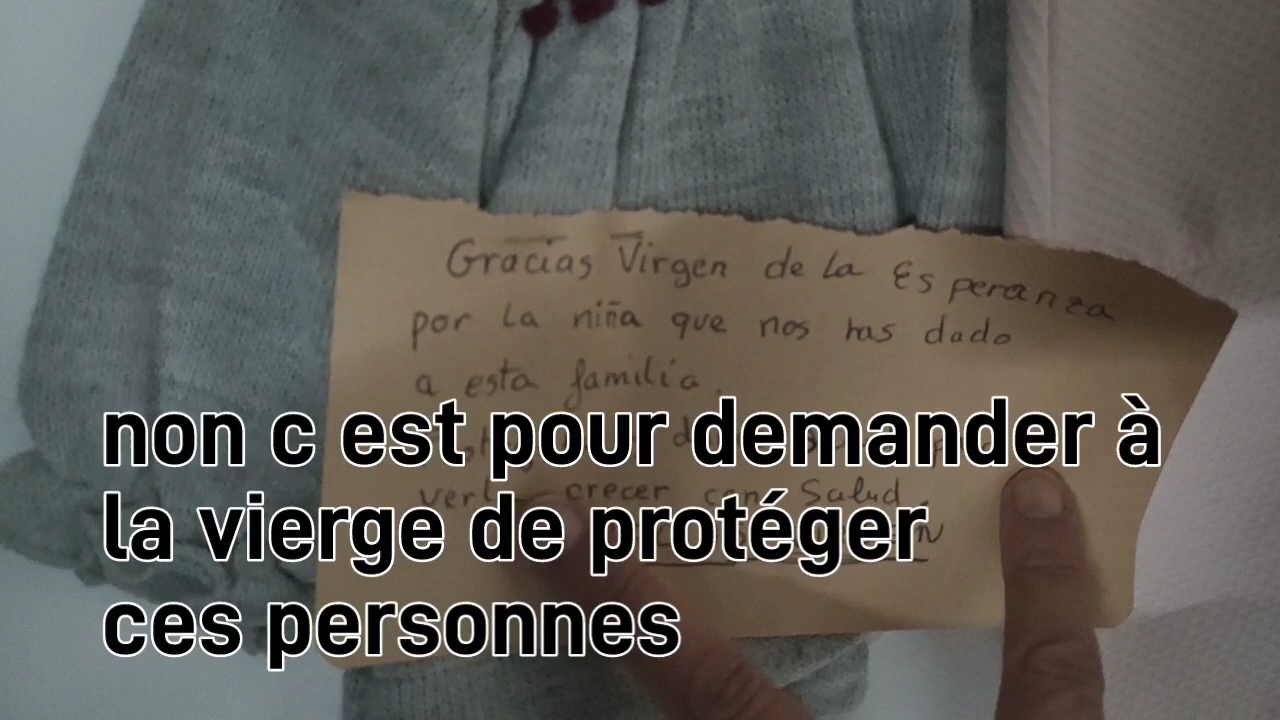 Gracias Virgen de la Esperanza
por la niña que nos has dado
a esta familia.
non c est pour demander à
crecer con Salud.
la vierge de protéger
ces personnes